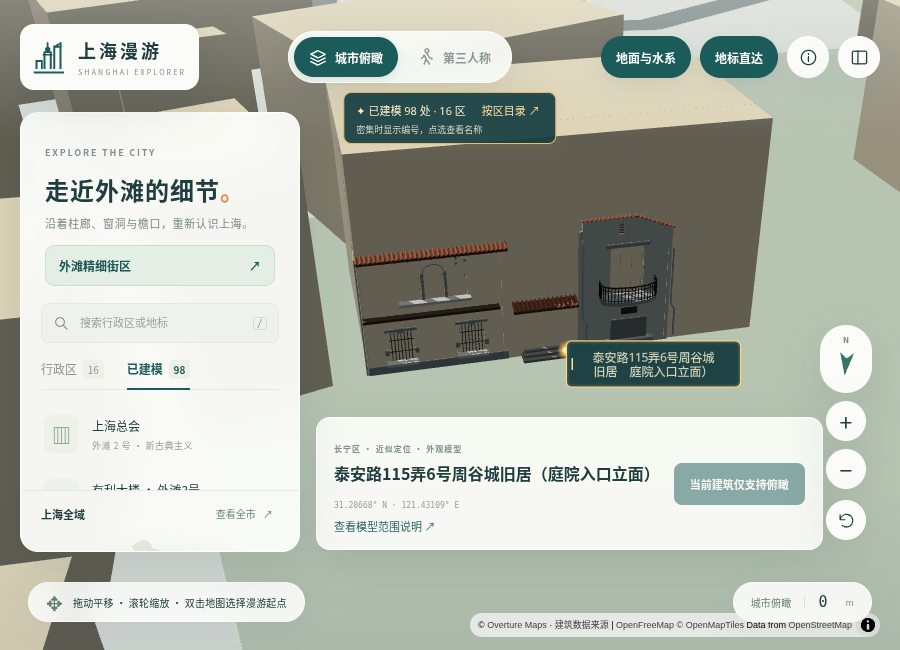 上海漫游
SHANGHAI EXPLORER
城市俯瞰
第三人称
地面与水系
地标直达
✦ 已建模 98 处 · 16 区 按区目录 ↗
密集时显示编号，点选查看名称
EXPLORE THE CITY
走近外滩的细节。
沿着柱廊、窗洞与檐口，重新认识上海。
外滩精细街区 ↗
搜索行政区或地标 /
行政区 16 已建模 98
上海总会
外滩 2 号 · 新古典主义
有利大楼 · 外滩3号
上海全域 查看全市 ↗
泰安路115弄6号周谷城
旧居 庭院入口立面）
N
+
−
长宁区 · 近似定位 · 外观模型
泰安路115弄6号周谷城旧居（庭院入口立面）
当前建筑仅支持俯瞰
31.20668° N · 121.43109° E
查看模型范围说明 ↗
拖动平移 · 滚轮缩放 · 双击地图选择漫游起点
城市俯瞰 0 m
© Overture Maps · 建筑数据来源 | OpenFreeMap © OpenMapTiles Data from OpenStreetMap